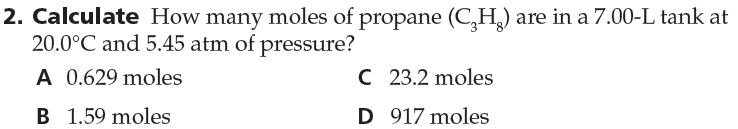 2. Calculate How many moles of propane (C₃H₈) are in a 7.00-L tank at
20.0°C and 5.45 atm of pressure?
A 0.629 moles C 23.2 moles
B 1.59 moles D 917 moles